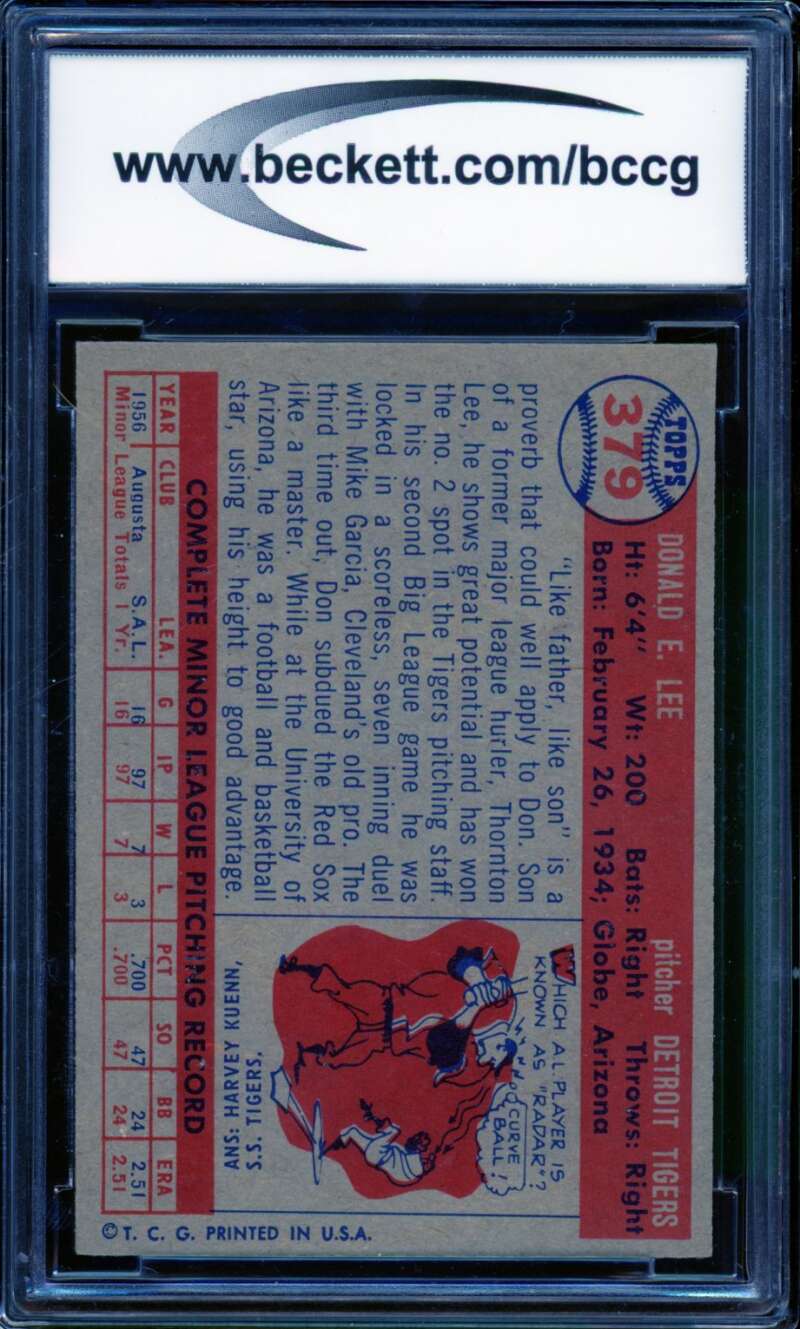 www.beckett.com/bccg
TOPPS
379
DONALD E. LEE pitcher DETROIT TIGERS
Ht: 6'4" Wt: 200 Bats: Right Throws: Right
Born: February 26, 1934; Globe, Arizona
"Like father, like son" is a
proverb that could well apply to Don. Son
of a former major league hurler, Thornton
Lee, he shows great potential and has won
the no. 2 spot in the Tigers pitching staff.
In his second Big League game he was
locked in a scoreless, seven inning duel
with Mike Garcia, Cleveland's old pro. The
third time out, Don subdued the Red Sox
like a master. While at the University of
Arizona, he was a football and basketball
star, using his height to good advantage.
WHICH A.L. PLAYER IS
KNOWN AS "RADAR"?
CURVE
BALL!
ANS: HARVEY KUENN,
S.S. TIGERS.
COMPLETE MINOR LEAGUE PITCHING RECORD
YEAR CLUB LEA. G IP W L PCT SO BB ERA
1956 Augusta S.A.L. 16 97 7 3 .700 47 24 2.51
Minor League Totals 1 Yr. 16 97 7 3 .700 47 24 2.51
© T. C. G. PRINTED IN U.S.A.